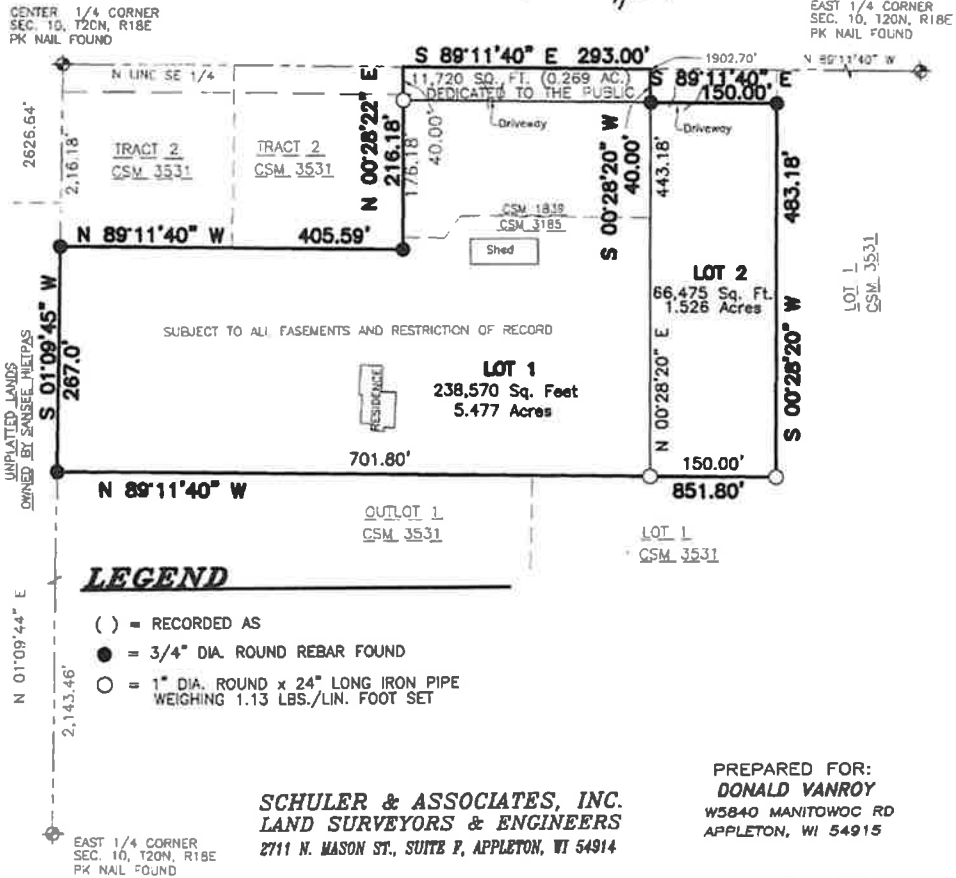 CENTER 1/4 CORNER
SEC. 10, T2CN, R18E
PK NAIL FOUND
EAST 1/4 CORNER
SEC. 10, T20N, R18E
PK NAIL FOUND
S 89°11'40" E 293.00'
1902.70'
N 89°11'40" W
N LINE SE 1/4
11,720 SQ. FT. (0.269 AC.)
DEDICATED TO THE PUBLIC
S 89°11'40" E
150.00'
Driveway
Driveway
2626.64'
2,16.18'
TRACT 2
CSM 3531
TRACT 2
CSM 3531
N 00°28'22" E
216.18'
176.18'
40.00'
S 00°28'20" W
40.00'
443.18'
483.18'
CSM 1839
CSM 3185
Shed
N 89°11'40" W 405.59'
LOT 2
66,475 Sq. Ft.
1.526 Acres
LOT 1
CSM 3531
S 01°09'45" W
267.0'
UNPLATTED LANDS
OWNED BY SANSEE HIETPAS
SUBJECT TO ALL EASEMENTS AND RESTRICTION OF RECORD
LOT 1
238,570 Sq. Feet
5.477 Acres
RESIDENCE
N 00°28'20" E
S 00°28'20" W
701.80'
150.00'
N 89°11'40" W
851.80'
OUTLOT 1
CSM 3531
LOT 1
CSM 3531
N 01°09'44" E
2,143.46'
LEGEND
( ) = RECORDED AS
● = 3/4" DIA. ROUND REBAR FOUND
○ = 1" DIA. ROUND x 24" LONG IRON PIPE
WEIGHING 1.13 LBS./LIN. FOOT SET
EAST 1/4 CORNER
SEC. 10, T20N, R18E
PK NAIL FOUND
SCHULER & ASSOCIATES, INC.
LAND SURVEYORS & ENGINEERS
2711 N. MASON ST., SUITE F, APPLETON, WI 54914
PREPARED FOR:
DONALD VANROY
W5840 MANITOWOC RD
APPLETON, WI 54915